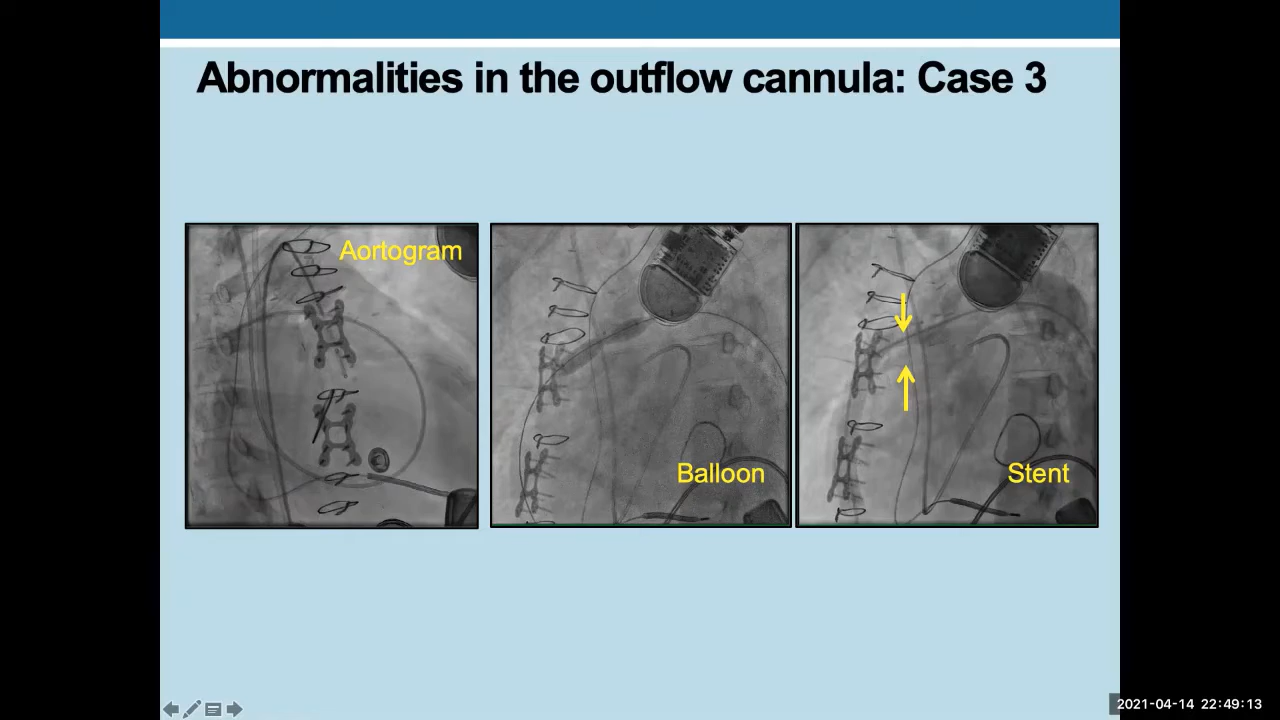 Abnormalities in the outflow cannula: Case 3
Aortogram
Balloon
Stent
2021-04-14 22:49:13